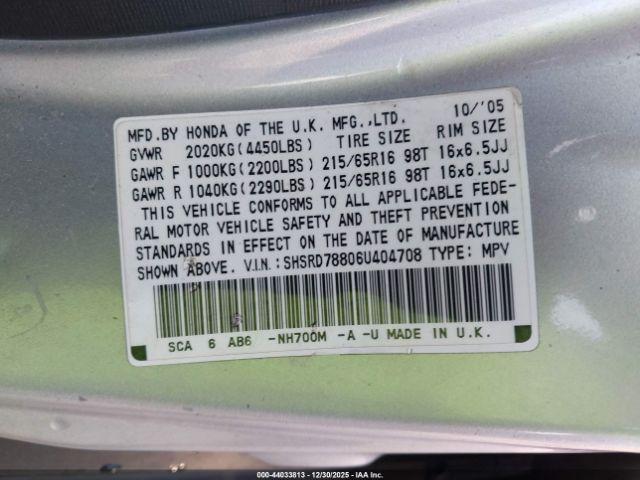 MFD.BY HONDA OF THE U.K. MFG.,LTD. 10/'05
GVWR 2020KG(4450LBS) TIRE SIZE RIM SIZE
GAWR F 1000KG(2200LBS) 215/65R16 98T 16x6.5JJ
GAWR R 1040KG(2290LBS) 215/65R16 98T 16x6.5JJ
THIS VEHICLE CONFORMS TO ALL APPLICABLE FEDE-
RAL MOTOR VEHICLE SAFETY AND THEFT PREVENTION
STANDARDS IN EFFECT ON THE DATE OF MANUFACTURE
SHOWN ABOVE. V.I.N.:SHSRD78806U404708 TYPE: MPV
SCA 6 AB6 -NH700M -A -U MADE IN U.K.
000-44033813 - 12/30/2025 - IAA Inc.